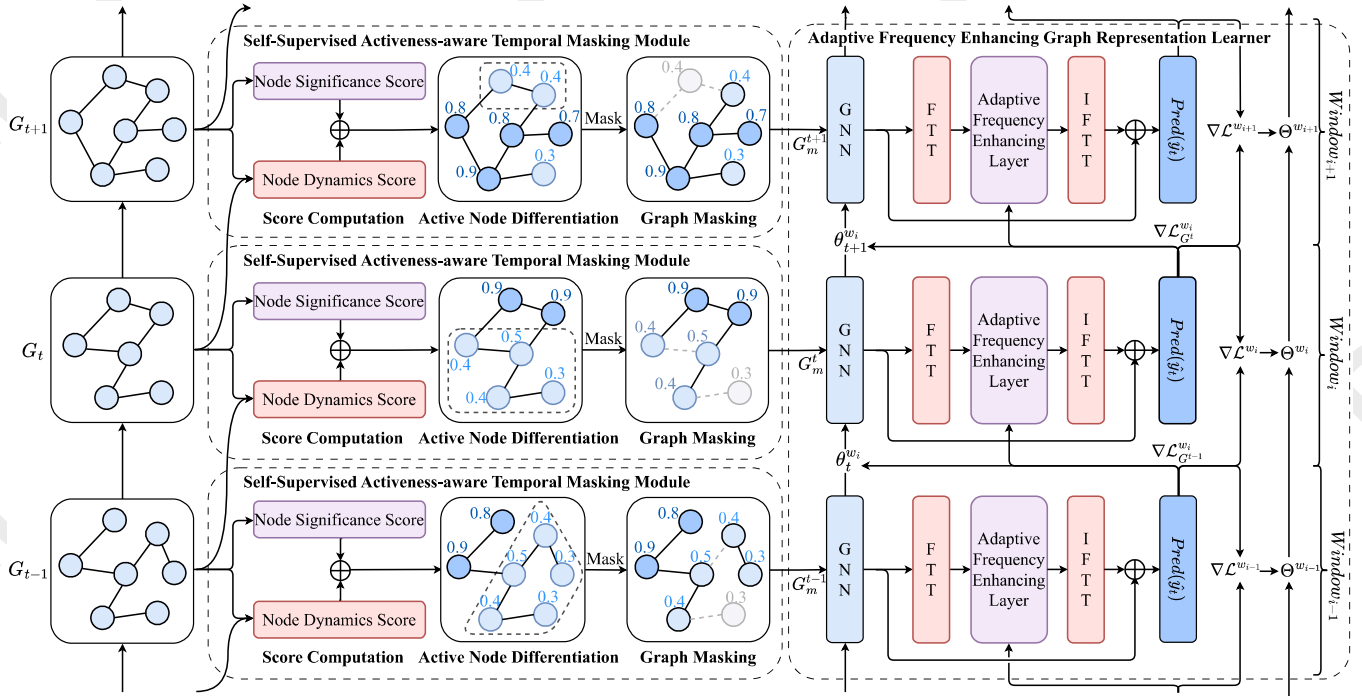 Self-Supervised Activeness-aware Temporal Masking Module
Adaptive Frequency Enhancing Graph Representation Learner
G_{t+1}
Node Significance Score
Node Dynamics Score
Score Computation
0.4
0.4
0.8
0.8
0.7
0.9
0.3
Active Node Differentiation
Mask
0.4
0.4
0.8
0.8
0.7
0.9
0.3
Graph Masking
G_m^{t+1}
GNN
FTT
Adaptive
Frequency
Enhancing
Layer
IFTT
Pred(ŷ_t)
∇L^{w_{i+1}}
Θ^{w_{i+1}}
Window_{i+1}
θ_{t+1}^{w_i}
∇L_{G^t}^{w_i}
Self-Supervised Activeness-aware Temporal Masking Module
G_t
Node Significance Score
Node Dynamics Score
Score Computation
0.9
0.9
0.5
0.4
0.4
0.3
Active Node Differentiation
Mask
0.9
0.9
0.4
0.5
0.4
0.3
Graph Masking
G_m^t
GNN
FTT
Adaptive
Frequency
Enhancing
Layer
IFTT
Pred(ŷ_t)
∇L^{w_i}
Θ^{w_i}
Window_i
θ_t^{w_i}
∇L_{G^{t-1}}^{w_i}
Self-Supervised Activeness-aware Temporal Masking Module
G_{t-1}
Node Significance Score
Node Dynamics Score
Score Computation
0.8
0.4
0.9
0.5
0.3
0.4
0.3
Active Node Differentiation
Mask
0.8
0.4
0.9
0.5
0.3
0.4
0.3
Graph Masking
G_m^{t-1}
GNN
FTT
Adaptive
Frequency
Enhancing
Layer
IFTT
Pred(ŷ_t)
∇L^{w_{i-1}}
Θ^{w_{i-1}}
Window_{i-1}